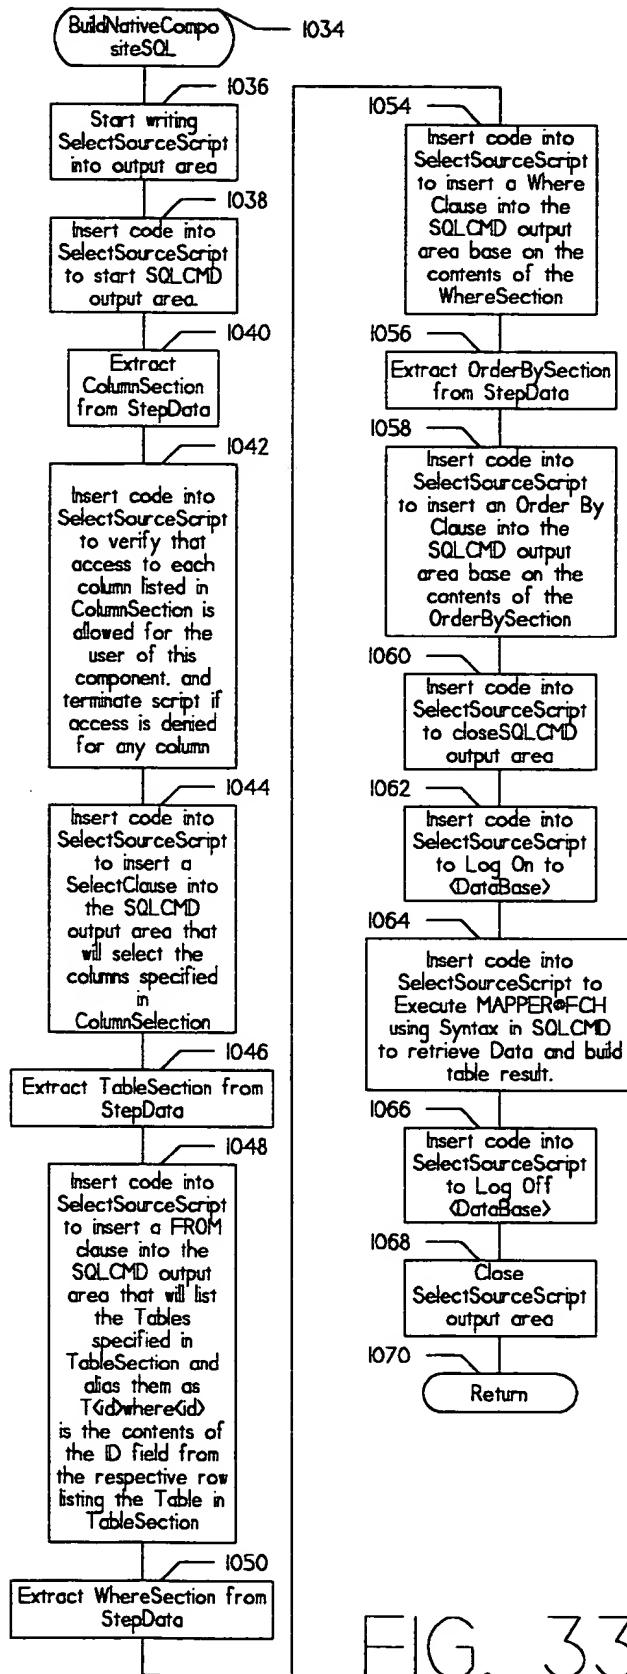 BuildNativeCompo
siteSQL
1034
1036
Start writing
SelectSourceScript
into output area
1038
Insert code into
SelectSourceScript
to start SQLCMD
output area.
1040
Extract
ColumnSection
from StepData
1042
Insert code into
SelectSourceScript
to verify that
access to each
column listed in
ColumnSection is
allowed for the
user of this
component. and
terminate script if
access is denied
for any column
1044
Insert code into
SelectSourceScript
to insert a
SelectClause into
the SQLCMD
output area that
will select the
columns specified
in
ColumnSelection
1046
Extract TableSection from
StepData
1048
Insert code into
SelectSourceScript
to insert a FROM
clause into the
SQLCMD output
area that will list
the Tables
specified in
TableSection and
alias them as
T<id>where<id>
is the contents of
the ID field from
the respective row
listing the Table in
TableSection
1050
Extract WhereSection from
StepData
1054
Insert code into
SelectSourceScript
to insert a Where
Clause into the
SQLCMD output
area base on the
contents of the
WhereSection
1056
Extract OrderBySection
from StepData
1058
Insert code into
SelectSourceScript
to insert an Order By
Clause into the
SQLCMD output
area base on the
contents of the
OrderBySection
1060
Insert code into
SelectSourceScript
to closeSQLCMD
output area
1062
Insert code into
SelectSourceScript
to Log On to
<DataBase>
1064
Insert code into
SelectSourceScript to
Execute MAPPER@FCH
using Syntax in SQLCMD
to retrieve Data and build
table result.
1066
Insert code into
SelectSourceScript
to Log Off
<DataBase>
1068
Close
SelectSourceScript
output area
1070
Return
FIG. 33